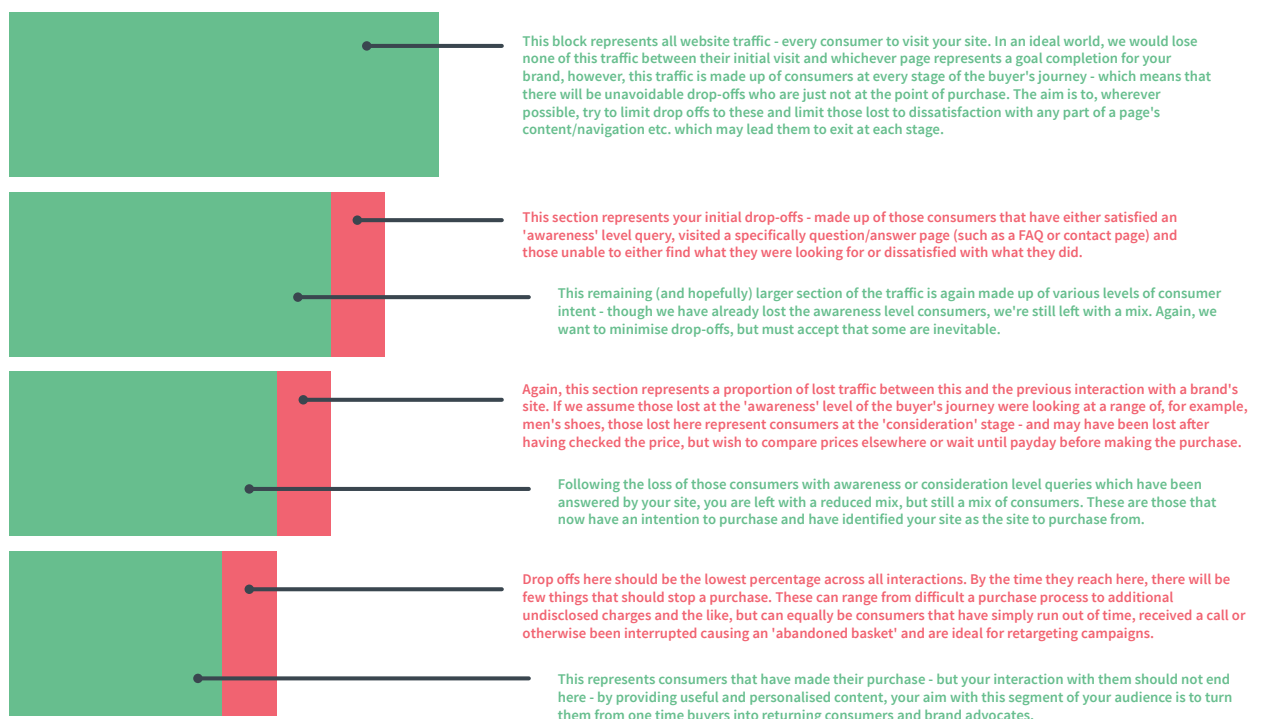 This block represents all website traffic - every consumer to visit your site. In an ideal world, we would lose
none of this traffic between their initial visit and whichever page represents a goal completion for your
brand, however, this traffic is made up of consumers at every stage of the buyer's journey - which means that
there will be unavoidable drop-offs who are just not at the point of purchase. The aim is to, wherever
possible, try to limit drop offs to these and limit those lost to dissatisfaction with any part of a page's
content/navigation etc. which may lead them to exit at each stage.
This section represents your initial drop-offs - made up of those consumers that have either satisfied an
'awareness' level query, visited a specifically question/answer page (such as a FAQ or contact page) and
those unable to either find what they were looking for or dissatisfied with what they did.
This remaining (and hopefully) larger section of the traffic is again made up of various levels of consumer
intent - though we have already lost the awareness level consumers, we're still left with a mix. Again, we
want to minimise drop-offs, but must accept that some are inevitable.
Again, this section represents a proportion of lost traffic between this and the previous interaction with a brand's
site. If we assume those lost at the 'awareness' level of the buyer's journey were looking at a range of, for example,
men's shoes, those lost here represent consumers at the 'consideration' stage - and may have been lost after
having checked the price, but wish to compare prices elsewhere or wait until payday before making the purchase.
Following the loss of those consumers with awareness or consideration level queries which have been
answered by your site, you are left with a reduced mix, but still a mix of consumers. These are those that
now have an intention to purchase and have identified your site as the site to purchase from.
Drop offs here should be the lowest percentage across all interactions. By the time they reach here, there will be
few things that should stop a purchase. These can range from difficult a purchase process to additional
undisclosed charges and the like, but can equally be consumers that have simply run out of time, received a call or
otherwise been interrupted causing an 'abandoned basket' and are ideal for retargeting campaigns.
This represents consumers that have made their purchase - but your interaction with them should not end
here - by providing useful and personalised content, your aim with this segment of your audience is to turn
them from one time buyers into returning consumers and brand advocates.